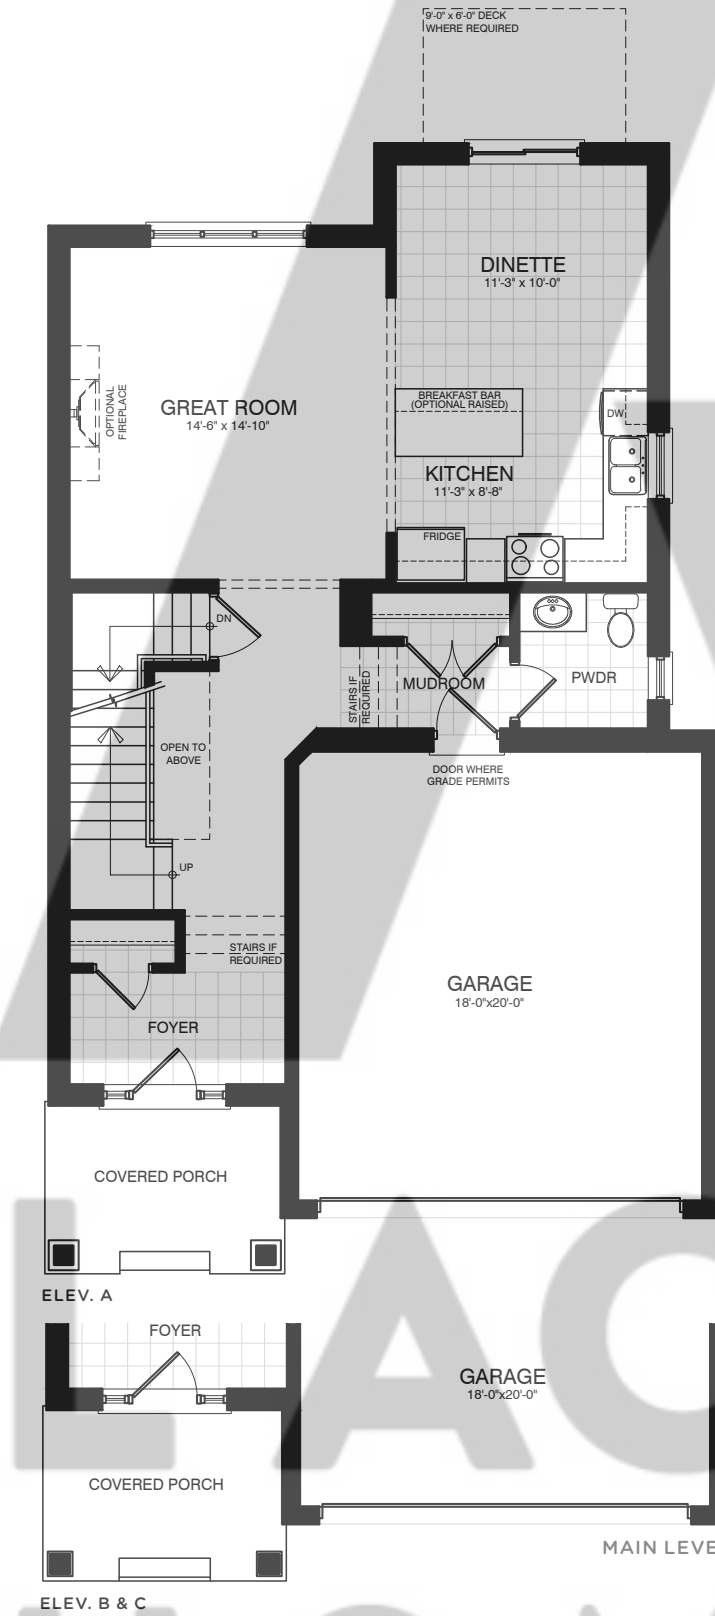 9'-0" x 6'-0" DECK
WHERE REQUIRED
DINETTE
11'-3" x 10'-0"
GREAT ROOM
14'-6" x 14'-10"
OPTIONAL
FIREPLACE
BREAKFAST BAR
(OPTIONAL RAISED)
DW
KITCHEN
11'-3" x 8'-8"
FRIDGE
DN
STAIRS IF
REQUIRED
MUDROOM
PWDR
OPEN TO
ABOVE
DOOR WHERE
GRADE PERMITS
UP
STAIRS IF
REQUIRED
GARAGE
18'-0"x20'-0"
FOYER
COVERED PORCH
ELEV. A
FOYER
GARAGE
18'-0"x20'-0"
COVERED PORCH
MAIN LEVE
ELEV. B & C